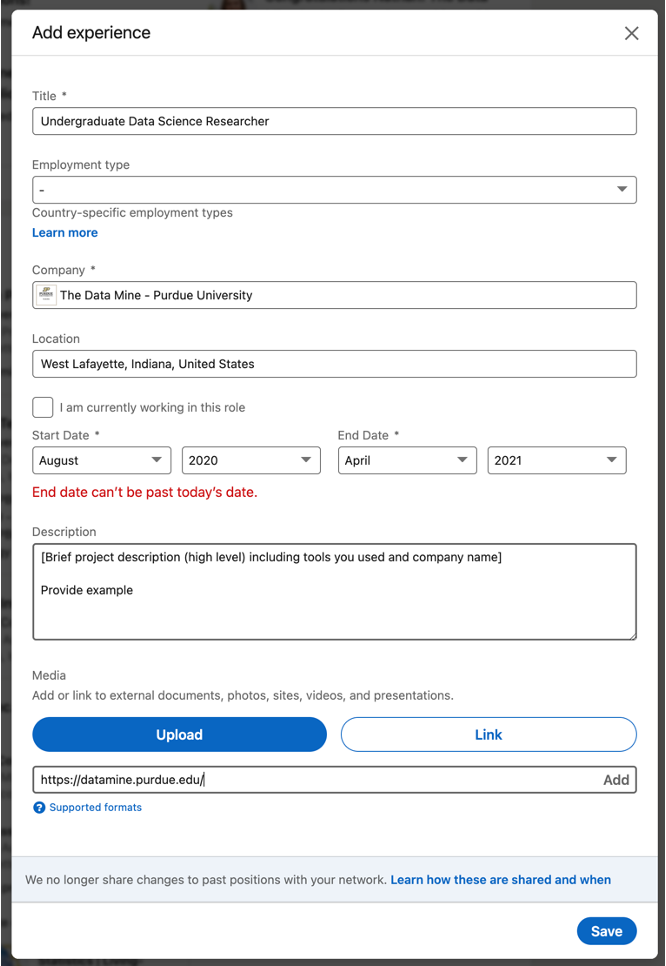 Add experience
Title *
Undergraduate Data Science Researcher
Employment type
-
Country-specific employment types
Learn more
Company *
The Data Mine - Purdue University
Location
West Lafayette, Indiana, United States
I am currently working in this role
Start Date *
End Date *
August
2020
April
2021
End date can't be past today's date.
Description
[Brief project description (high level) including tools you used and company name]
Provide example
Media
Add or link to external documents, photos, sites, videos, and presentations.
Upload
Link
https://datamine.purdue.edu/
Add
? Supported formats
We no longer share changes to past positions with your network. Learn how these are shared and when
Save